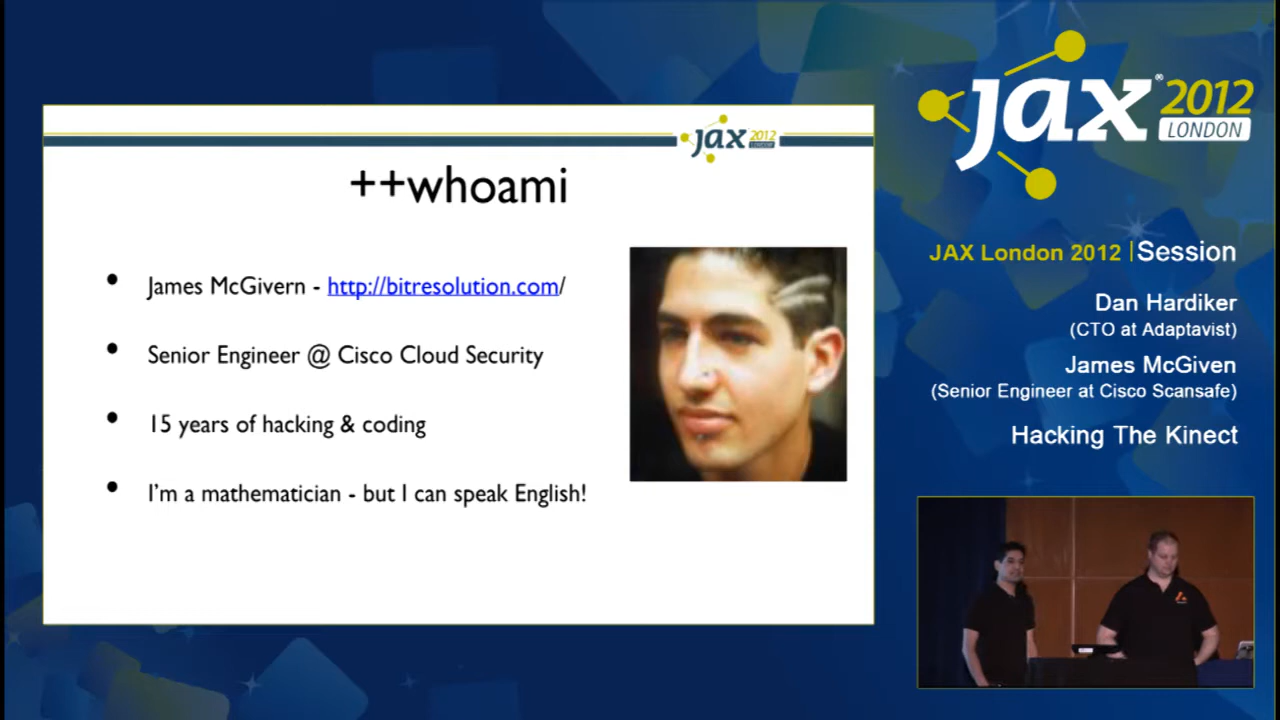 jax 2012
LONDON
++whoami
• James McGivern - http://bitresolution.com/
• Senior Engineer @ Cisco Cloud Security
• 15 years of hacking & coding
• I'm a mathematician - but I can speak English!
jax® 2012
LONDON
JAX London 2012 | Session
Dan Hardiker
(CTO at Adaptavist)
James McGiven
(Senior Engineer at Cisco Scansafe)
Hacking The Kinect